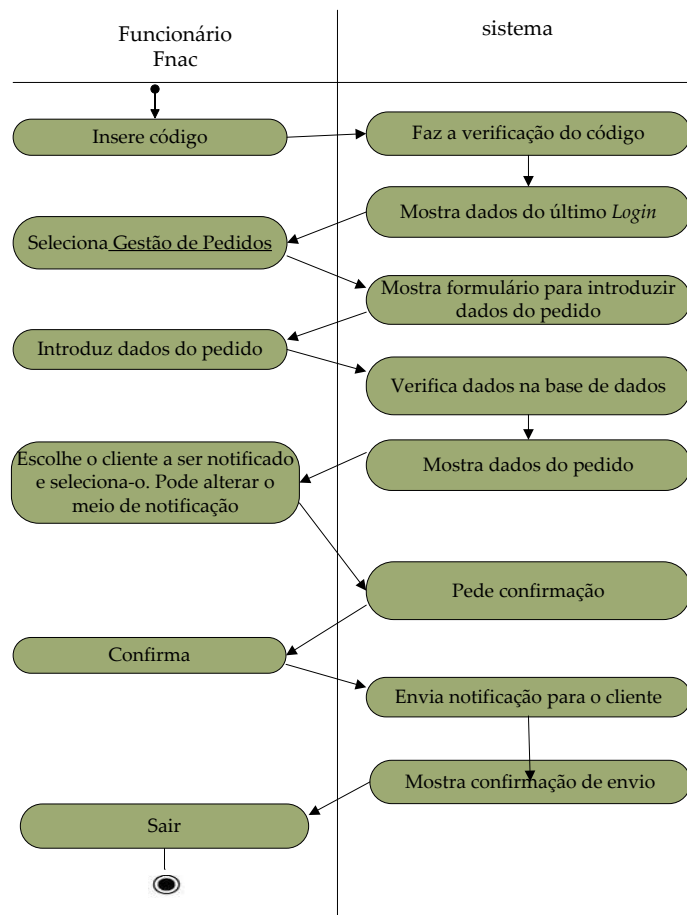 Funcionário
Fnac
sistema
Insere código
Faz a verificação do código
Mostra dados do último Login
Seleciona Gestão de Pedidos
Mostra formulário para introduzir
dados do pedido
Introduz dados do pedido
Verifica dados na base de dados
Mostra dados do pedido
Escolhe o cliente a ser notificado
e seleciona-o. Pode alterar o
meio de notificação
Pede confirmação
Confirma
Envia notificação para o cliente
Mostra confirmação de envio
Sair